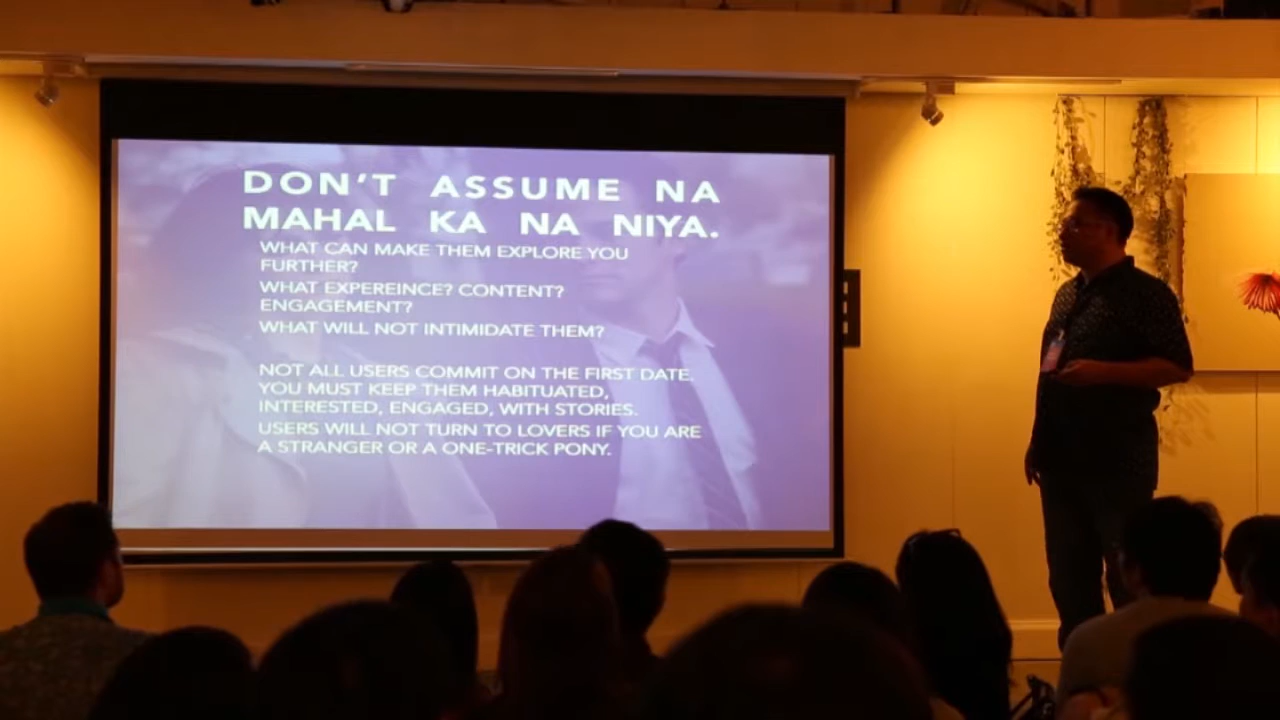 DON'T ASSUME NA
MAHAL KA NA NIYA.
WHAT CAN MAKE THEM EXPLORE YOU
FURTHER?
WHAT EXPEREINCE? CONTENT?
ENGAGEMENT?
WHAT WILL NOT INTIMIDATE THEM?
NOT ALL USERS COMMIT ON THE FIRST DATE.
YOU MUST KEEP THEM HABITUATED,
INTERESTED, ENGAGED, WITH STORIES.
USERS WILL NOT TURN TO LOVERS IF YOU ARE
A STRANGER OR A ONE-TRICK PONY.